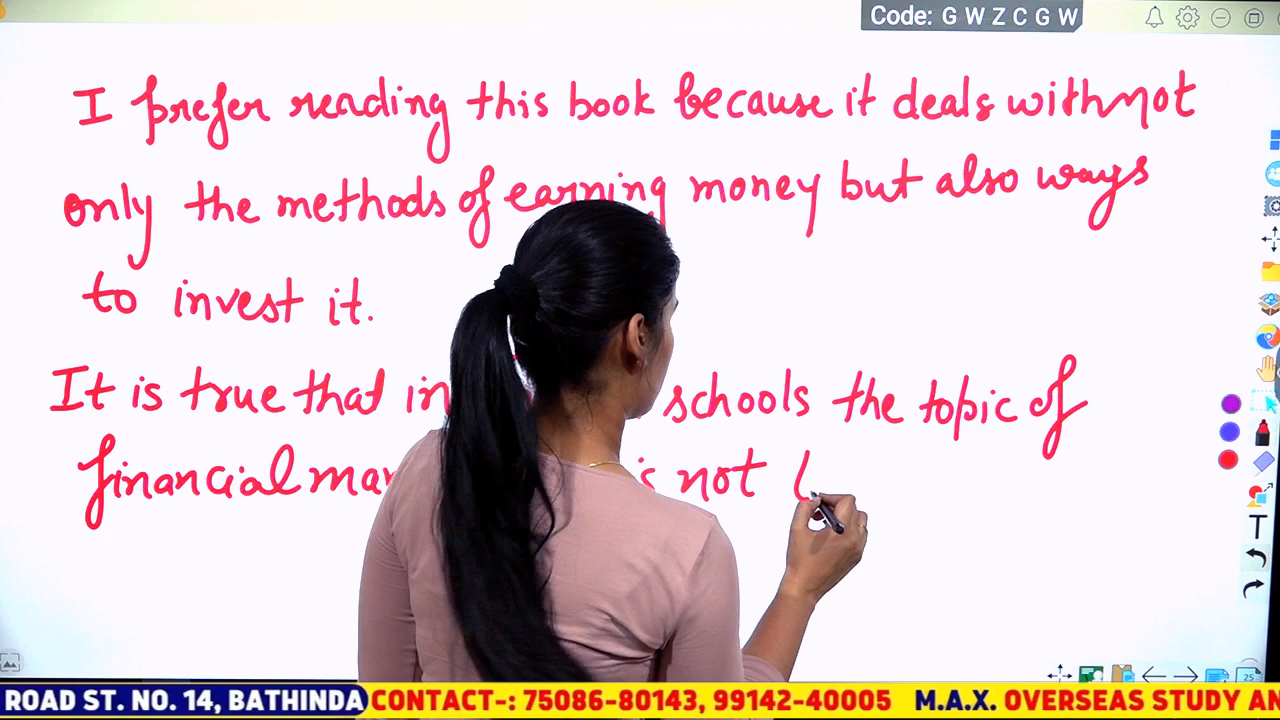 Code: G W Z C G W
I prefer reading this book because it deals with not
only the methods of earning money but also ways
to invest it.
It is true that in schools the topic of
financial is not
T
25
ROAD ST. NO. 14, BATHINDA CONTACT-: 75086-80143, 99142-40005 M.A.X. OVERSEAS STUDY AN